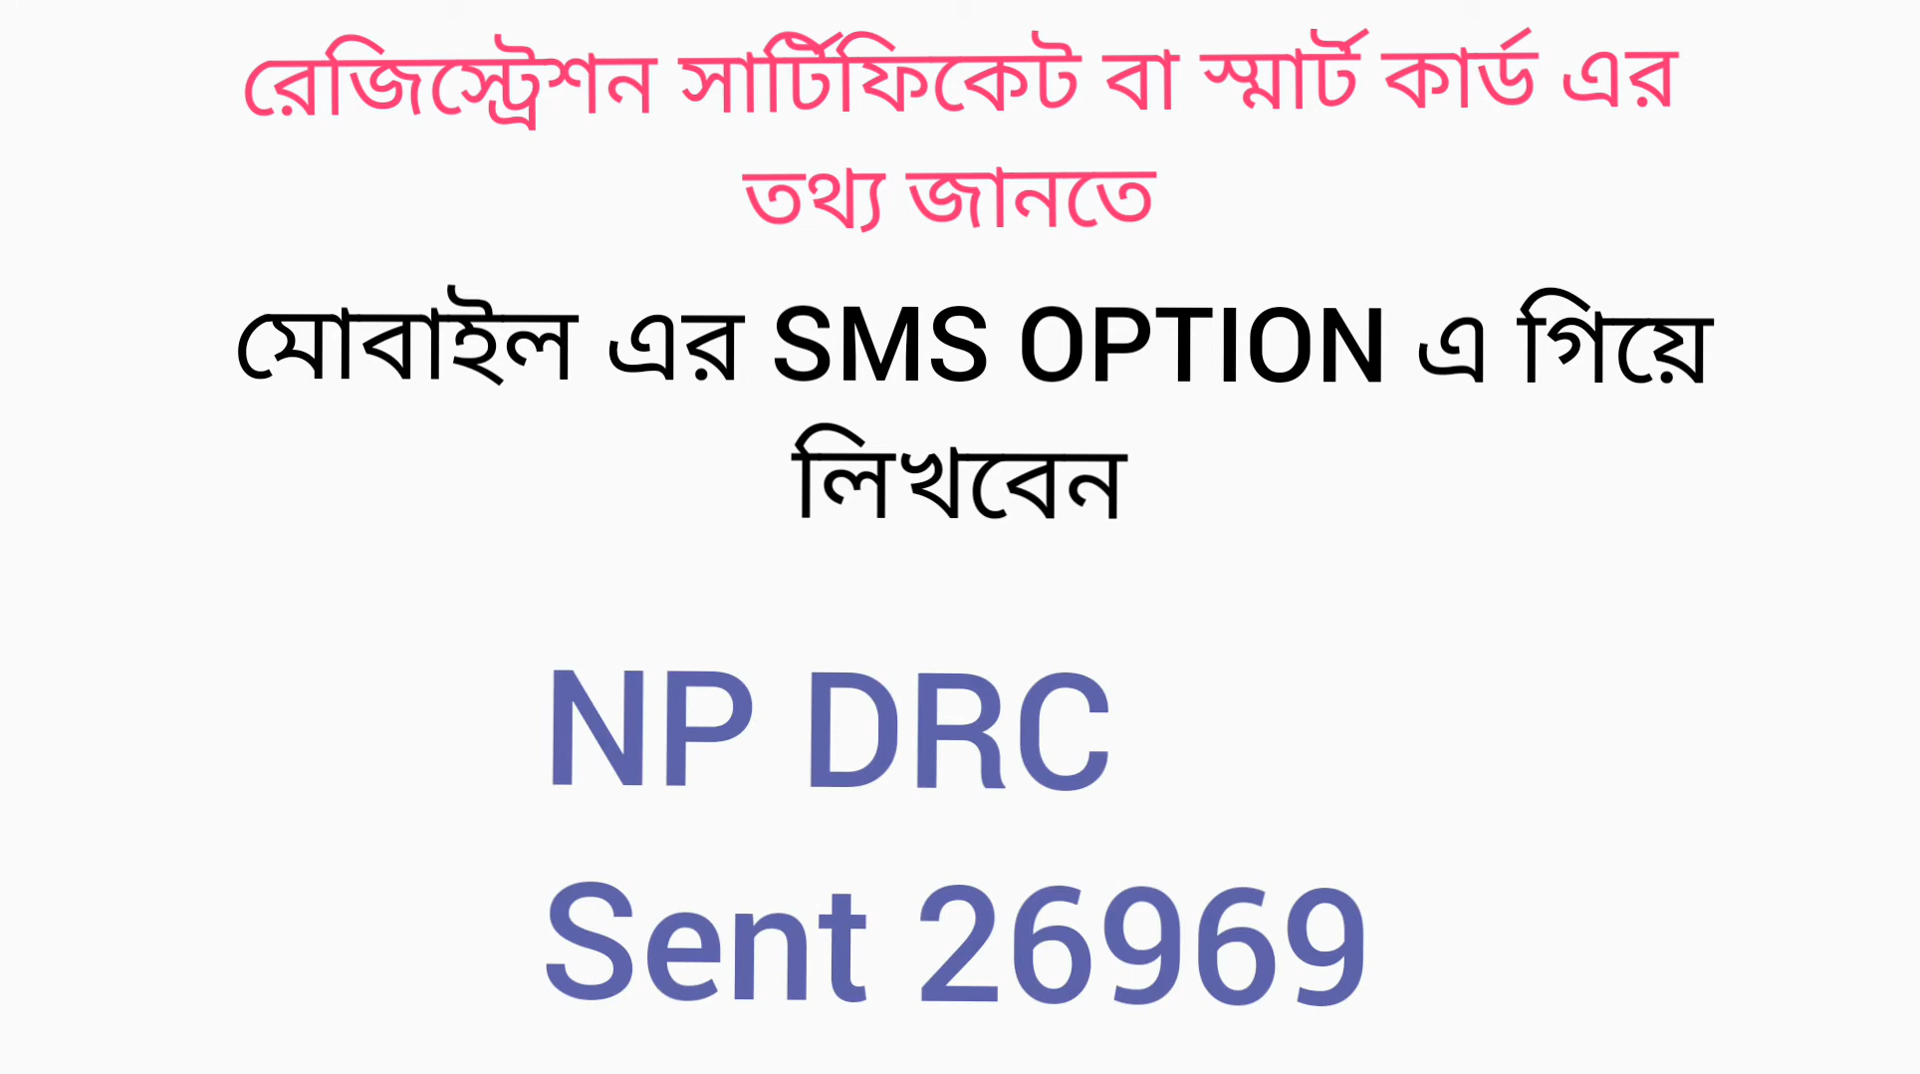 রেজিস্ট্রেশন সার্টিফিকেট বা স্মার্ট কার্ড এর
তথ্য জানতে
মোবাইল এর SMS OPTION এ গিয়ে
লিখবেন
NP DRC
Sent 26969